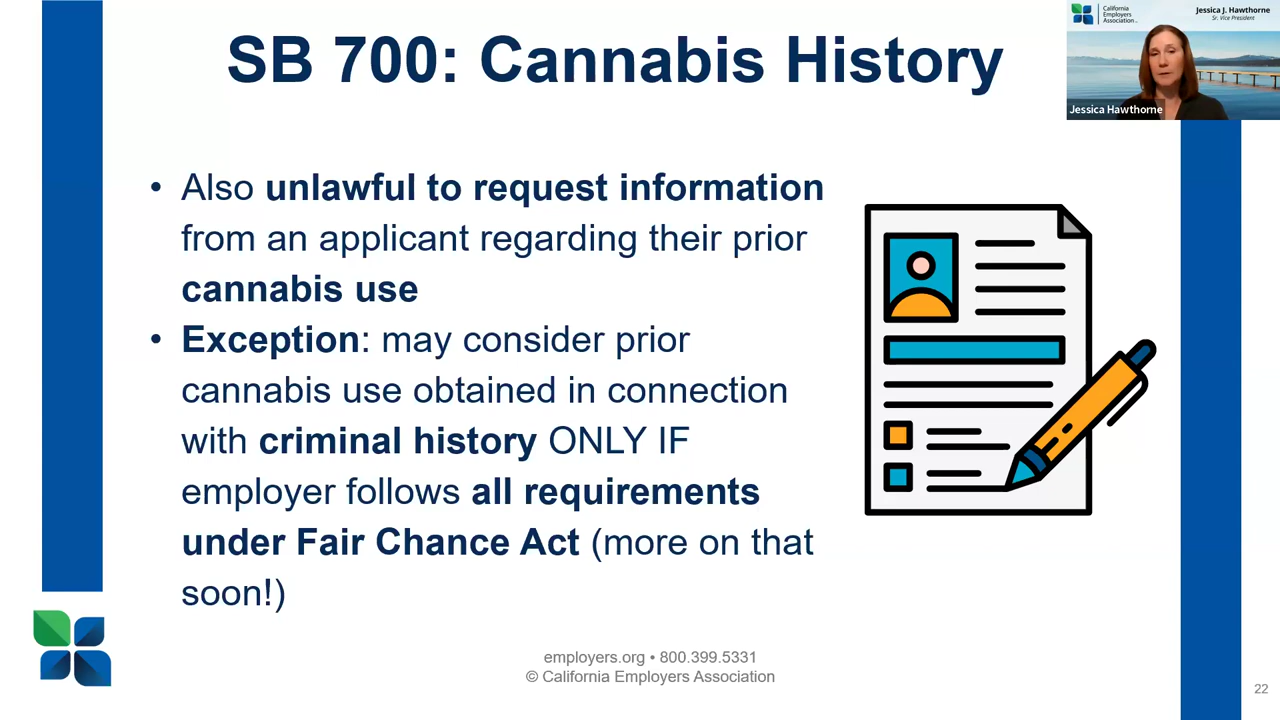 SB 700: Cannabis History
California
Employers
Association
Jessica J. Hawthorne
Sr. Vice President
Jessica Hawthorne
• Also unlawful to request information
from an applicant regarding their prior
cannabis use
• Exception: may consider prior
cannabis use obtained in connection
with criminal history ONLY IF
employer follows all requirements
under Fair Chance Act (more on that
soon!)
employers.org • 800.399.5331
© California Employers Association
22